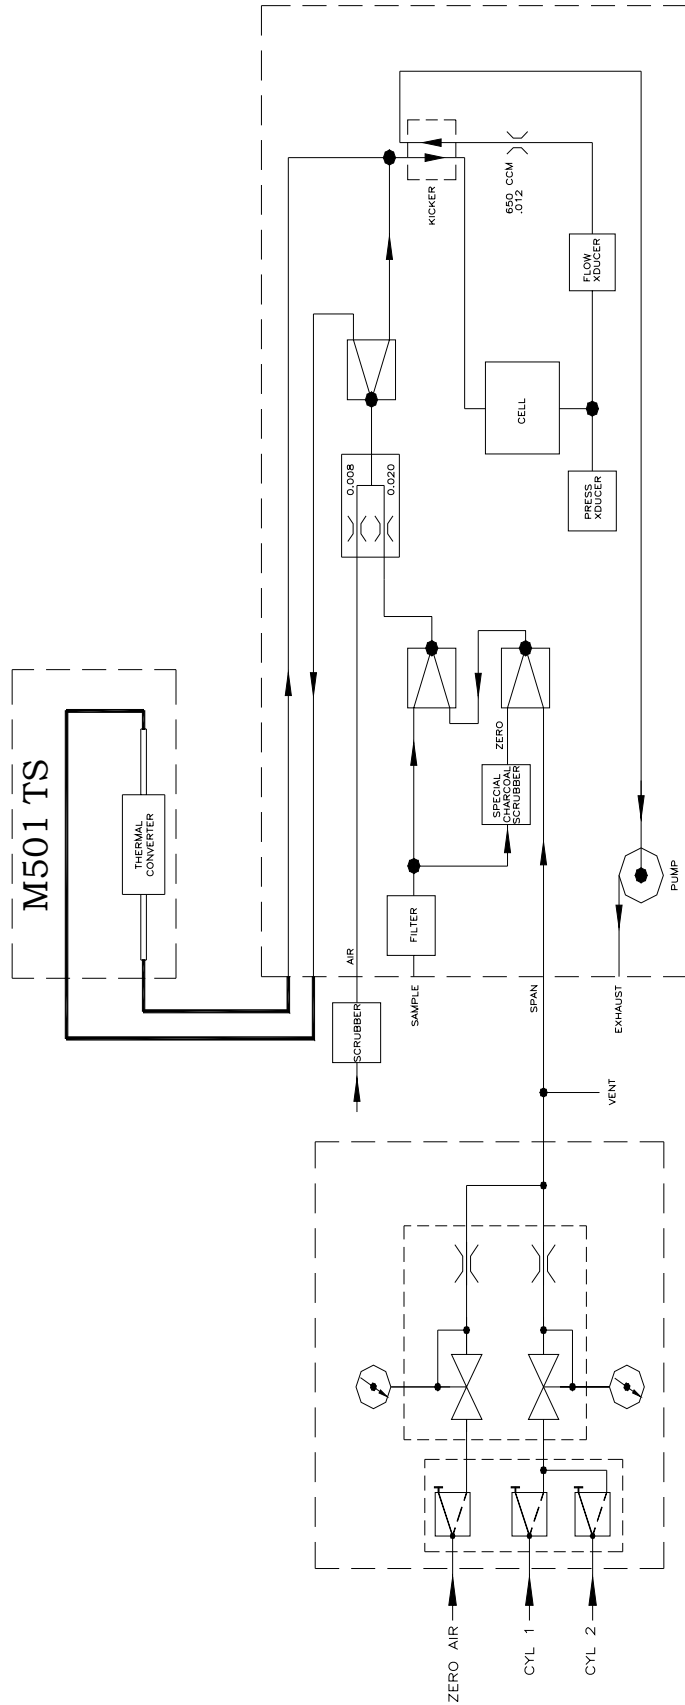 M501 TS
THERMAL
CONVERTER
KICKER
650 CCM
.012
FLOW
XDUCER
CELL
PRESS
XDUCER
0.008
0.020
ZERO
SPECIAL
CHARCOAL
SCRUBBER
FILTER
PUMP
AIR
SCRUBBER
SAMPLE
SPAN
EXHAUST
VENT
ZERO AIR
CYL 1
CYL 2